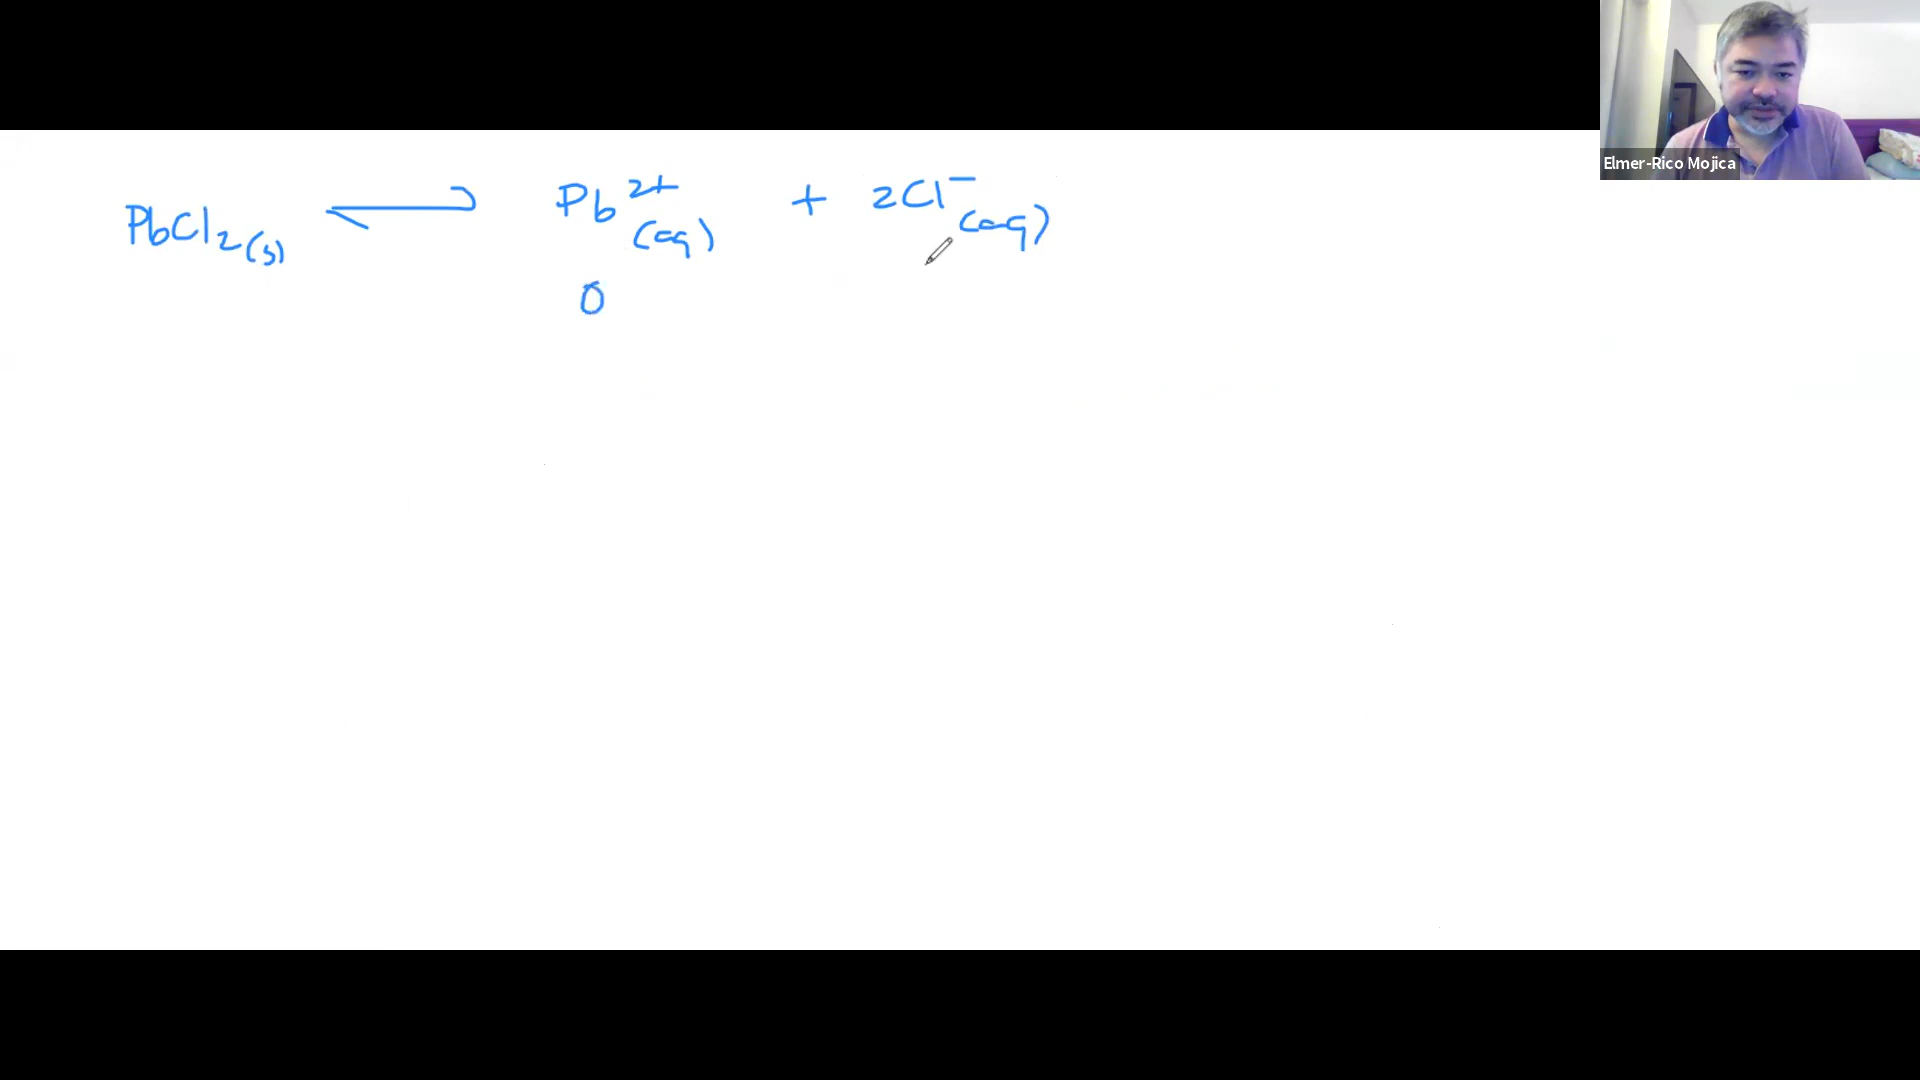 Elmer-Rico Mojica
PbCl₂(s) ⇌ Pb²⁺(aq) + 2Cl⁻(aq)
0